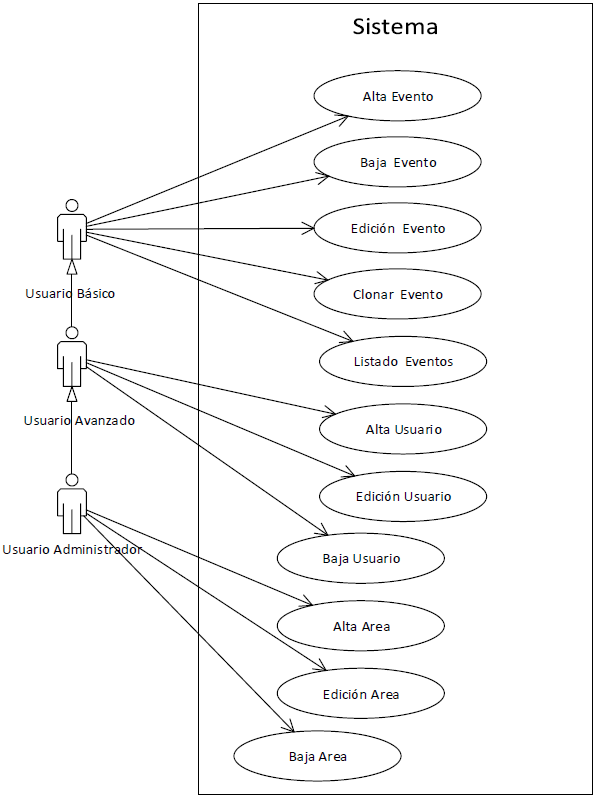 Sistema
Alta Evento
Baja Evento
Edición Evento
Usuario Básico
Clonar Evento
Listado Eventos
Usuario Avanzado
Alta Usuario
Edición Usuario
Usuario Administrador
Baja Usuario
Alta Area
Edición Area
Baja Area